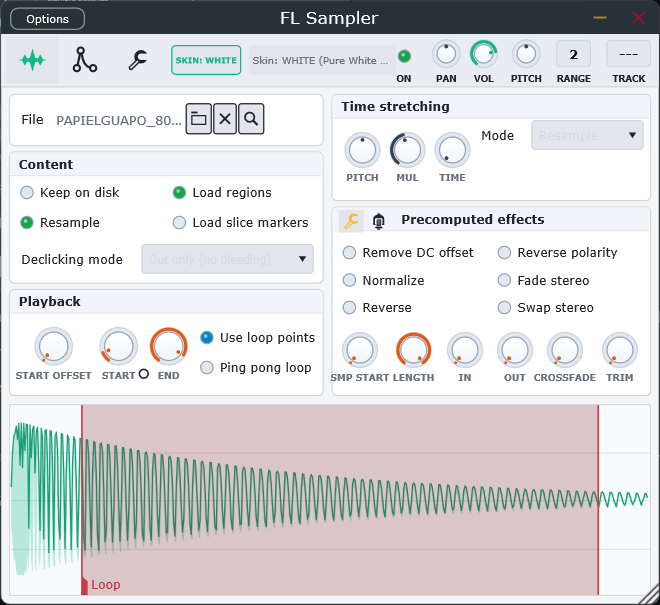 Options
FL Sampler
SKIN: WHITE
Skin: WHITE (Pure White ...
ON
PAN
VOL
PITCH
2
RANGE
---
TRACK
File
PAPIELGUAPO_80...
Content
Keep on disk
Load regions
Resample
Load slice markers
Declicking mode
Out only (no bleeding)
Playback
START OFFSET
START
END
Use loop points
Ping pong loop
Time stretching
PITCH
MUL
TIME
Mode
Resample
Precomputed effects
Remove DC offset
Reverse polarity
Normalize
Fade stereo
Reverse
Swap stereo
SMP START
LENGTH
IN
OUT
CROSSFADE
TRIM
Loop